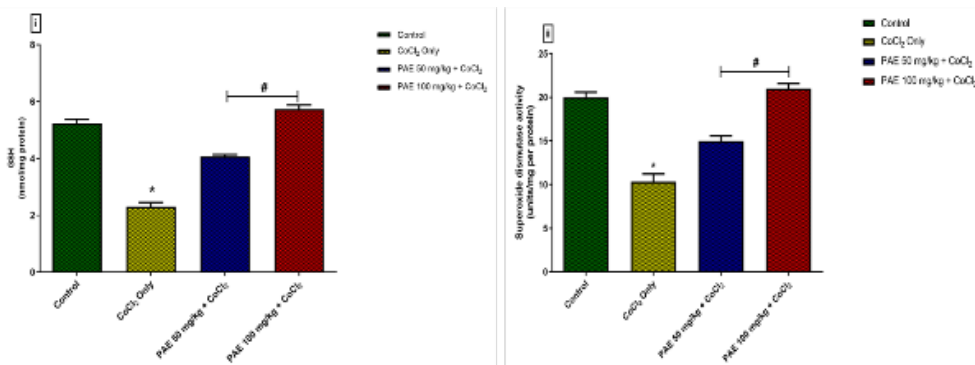 i
Control
CoCl₂ Only
PAE 50 mg/kg + CoCl₂
PAE 100 mg/kg + CoCl₂
GSH
(nmol/mg protein)
8
6
4
2
0
*
#
Control
CoCl₂ Only
PAE 50 mg/kg + CoCl₂
PAE 100 mg/kg + CoCl₂
ii
Control
CoCl₂ Only
PAE 50 mg/kg + CoCl₂
PAE 100 mg/kg + CoCl₂
Superoxide dismutase activity
(units/mg per protein)
25
20
15
10
5
0
*
#
Control
CoCl₂ Only
PAE 50 mg/kg + CoCl₂
PAE 100 mg/kg + CoCl₂